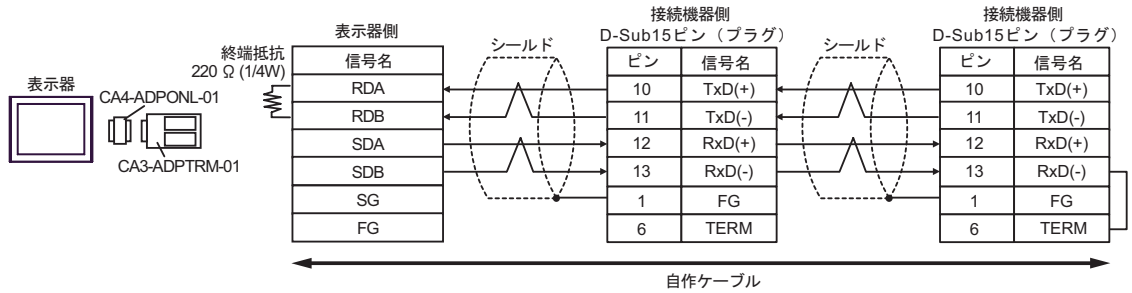 表示器
CA4-ADPONL-01
CA3-ADPTRM-01
終端抵抗
220 Ω (1/4W)
表示器側
信号名
RDA
RDB
SDA
SDB
SG
FG
シールド
接続機器側
D-Sub15ピン（プラグ）
ピン 信号名
10 TxD(+)
11 TxD(-)
12 RxD(+)
13 RxD(-)
1 FG
6 TERM
シールド
接続機器側
D-Sub15ピン（プラグ）
ピン 信号名
10 TxD(+)
11 TxD(-)
12 RxD(+)
13 RxD(-)
1 FG
6 TERM
自作ケーブル